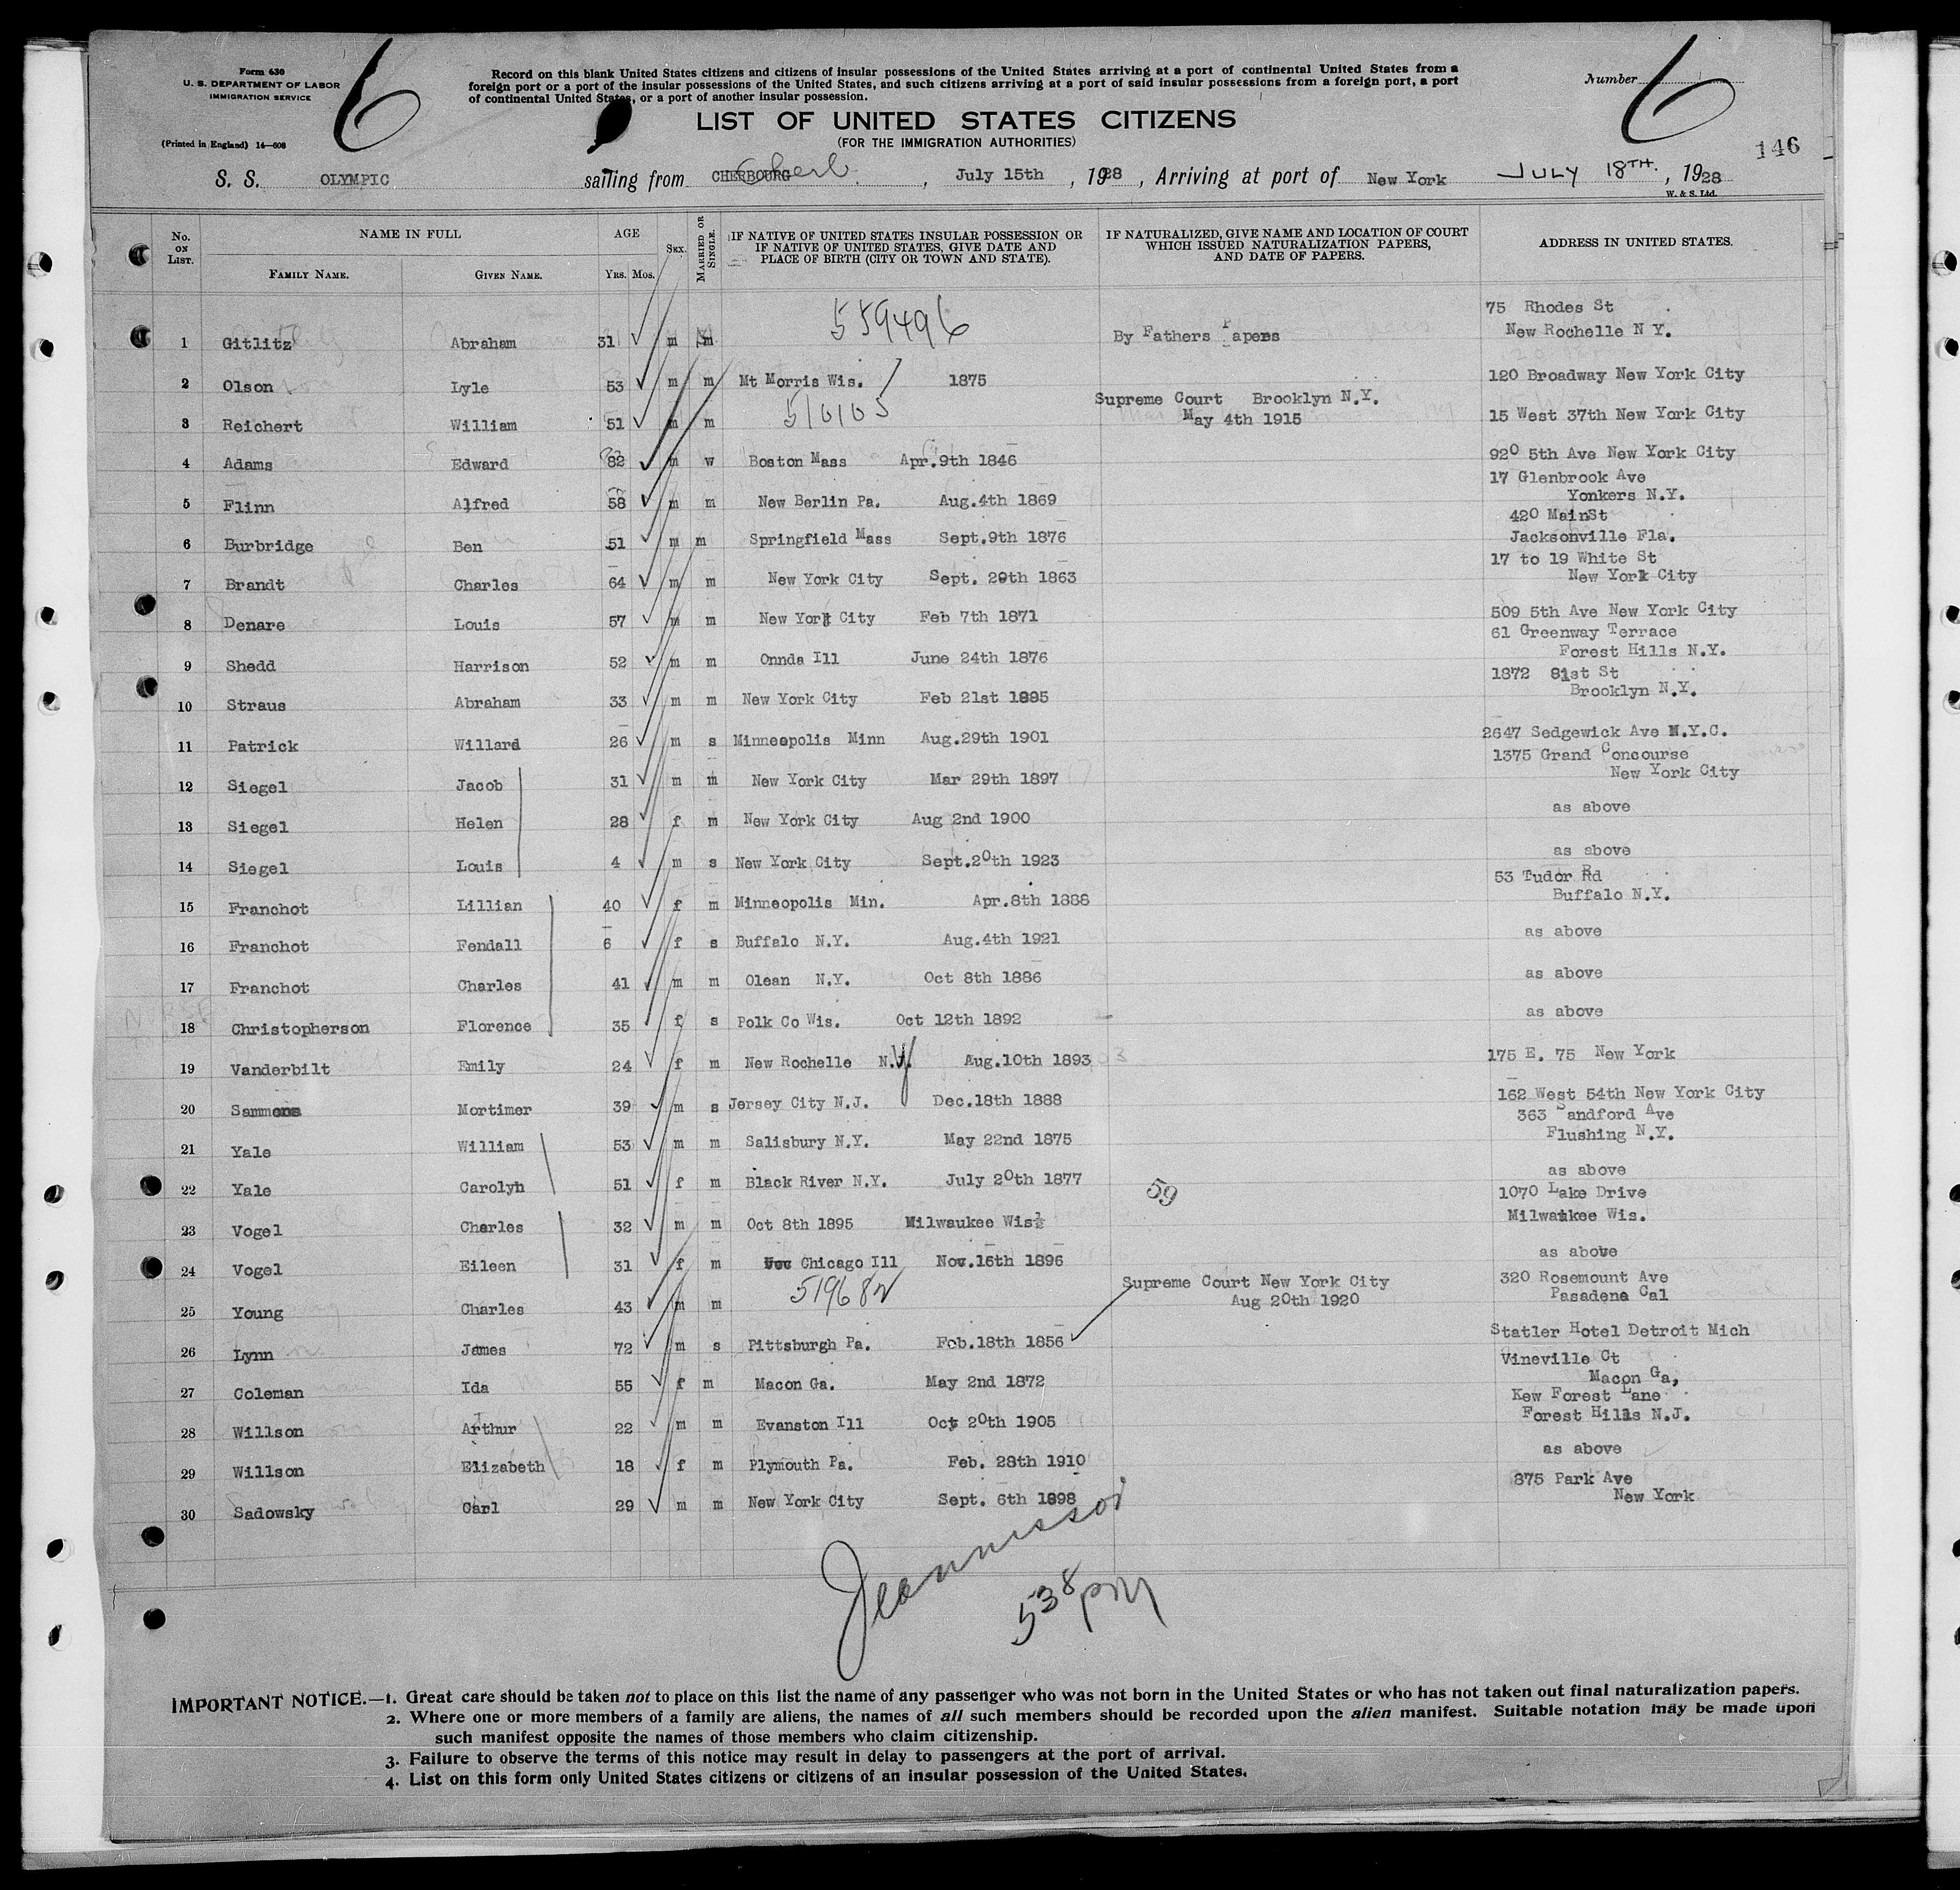 Form 630
U. S. DEPARTMENT OF LABOR
IMMIGRATION SERVICE
(Printed in England) 14—608
6
Record on this blank United States citizens and citizens of insular possessions of the United States arriving at a port of continental United States from a
foreign port or a port of the insular possessions of the United States, and such citizens arriving at a port of said insular possessions from a foreign port, a port
of continental United States, or a port of another insular possession.
Number 6
LIST OF UNITED STATES CITIZENS
(FOR THE IMMIGRATION AUTHORITIES)
146
S. S. OLYMPIC sailing from CHERBOURG Cherb. , July 15th , 1928 , Arriving at port of New York JULY 18TH. , 1928
W. & S. Ltd.
No. ON LIST. NAME IN FULL FAMILY NAME. GIVEN NAME. AGE YRS. MOS. SEX. MARRIED OR SINGLE. IF NATIVE OF UNITED STATES INSULAR POSSESSION OR IF NATIVE OF UNITED STATES, GIVE DATE AND PLACE OF BIRTH (CITY OR TOWN AND STATE). IF NATURALIZED, GIVE NAME AND LOCATION OF COURT WHICH ISSUED NATURALIZATION PAPERS, AND DATE OF PAPERS. ADDRESS IN UNITED STATES.
1 Gitlitz Abraham 31 m m 559496 By Fathers Papers 75 Rhodes St New Rochelle N Y.
2 Olson Lyle 53 m m Mt Morris Wis. 1875 120 Broadway New York City
3 Reichert William 51 m m 510105 Supreme Court Brooklyn N.Y. May 4th 1915 15 West 37th New York City
4 Adams Edward 82 m w Boston Mass Apr.9th 1846 920 5th Ave New York City
5 Flinn Alfred 58 m m New Berlin Pa. Aug.4th 1869 17 Glenbrook Ave Yonkers N.Y.
6 Burbridge Ben 51 m m Springfield Mass Sept.9th 1876 420 MainSt Jacksonville Fla.
7 Brandt Charles 64 m m New York City Sept. 29th 1863 17 to 19 White St New York City
8 Denare Louis 57 m m New York City Feb 7th 1871 509 5th Ave New York City
9 Shedd Harrison 52 m m Onnda Ill June 24th 1876 61 Greenway Terrace Forest Hills N.Y.
10 Straus Abraham 33 m m New York City Feb 21st 1895 1872 81st St Brooklyn N.Y.
11 Patrick Willard 26 m s Minneopolis Minn Aug.29th 1901 2647 Sedgewick Ave N.Y.C.
12 Siegel Jacob 31 m m New York City Mar 29th 1897 1375 Grand Concourse New York City
13 Siegel Helen 28 f m New York City Aug 2nd 1900 as above
14 Siegel Louis 4 m s New York City Sept.20th 1923 as above
15 Franchot Lillian 40 f m Minneopolis Min. Apr.8th 1888 53 Tudor Rd Buffalo N.Y.
16 Franchot Fendall 6 f s Buffalo N.Y. Aug.4th 1921 as above
17 Franchot Charles 41 m m Olean N.Y. Oct 8th 1886 as above
NURSE
18 Christopherson Florence 35 f s Polk Co Wis. Oct 12th 1892 as above
19 Vanderbilt Emily 24 f m New Rochelle N.Y. Aug.10th 1893 175 E. 75 New York
20 Sammons Mortimer 39 m s Jersey City N.J. Dec.18th 1888 162 West 54th New York City
21 Yale William 53 m m Salisbury N.Y. May 22nd 1875 363 Sandford Ave Flushing N.Y.
22 Yale Carolyn 51 f m Black River N.Y. July 20th 1877 59 as above
23 Vogel Charles 32 m m Oct 8th 1895 Milwaukee Wis 1070 Lake Drive Milwaukee Wis.
24 Vogel Eileen 31 f m Chicago Ill Nov.15th 1896 as above
25 Young Charles 43 m m Supreme Court New York City Aug 20th 1920 320 Rosemount Ave Pasadena Cal
26 Lynn James 72 m s Pittsburgh Pa. Feb.18th 1856 Statler Hotel Detroit Mich
27 Coleman Ida 55 f m Macon Ga. May 2nd 1872 Vineville Ct Macon Ga,
28 Willson Arthur 22 m m Evanston Ill Oct 20th 1905 Kew Forest Lane Forest Hills N.J.
29 Willson Elizabeth 18 f m Plymouth Pa. Feb. 28th 1910 as above
30 Sadowsky Carl 29 m m New York City Sept. 6th 1898 875 Park Ave New York
538 pm
IMPORTANT NOTICE.—1. Great care should be taken not to place on this list the name of any passenger who was not born in the United States or who has not taken out final naturalization papers.
2. Where one or more members of a family are aliens, the names of all such members should be recorded upon the alien manifest. Suitable notation may be made upon
such manifest opposite the names of those members who claim citizenship.
3. Failure to observe the terms of this notice may result in delay to passengers at the port of arrival.
4. List on this form only United States citizens or citizens of an insular possession of the United States.